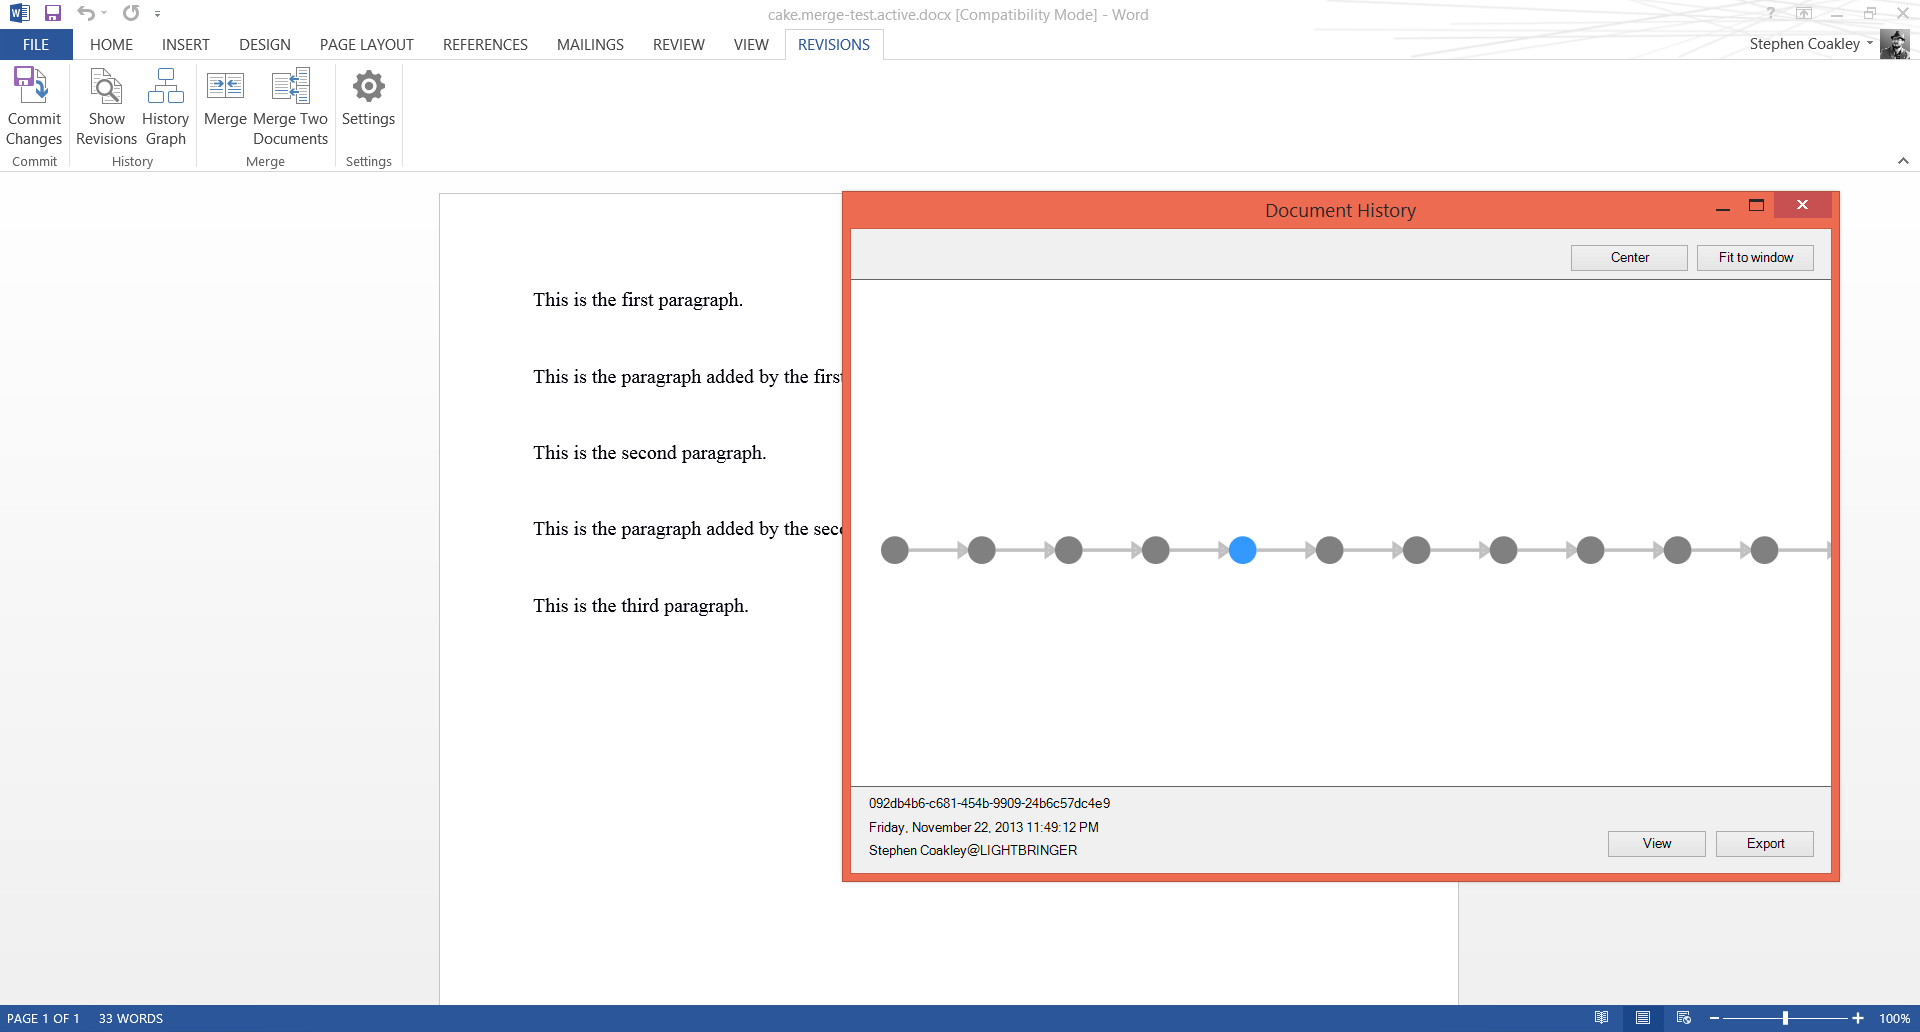 cake.merge-test.active.docx [Compatibility Mode] - Word
FILE HOME INSERT DESIGN PAGE LAYOUT REFERENCES MAILINGS REVIEW VIEW REVISIONS
Stephen Coakley
Commit Changes
Show Revisions
History Graph
Merge
Merge Two Documents
Settings
Commit
History
Merge
Settings
This is the first paragraph.
This is the paragraph added by the first
This is the second paragraph.
This is the paragraph added by the
This is the third paragraph.
Document History
Center
Fit to window
092db4b6-c681-454b-9909-24b6c57dc4e9
Friday, November 22, 2013 11:49:12 PM
Stephen Coakley@LIGHTBRINGER
View
Export
PAGE 1 OF 1 33 WORDS
100%